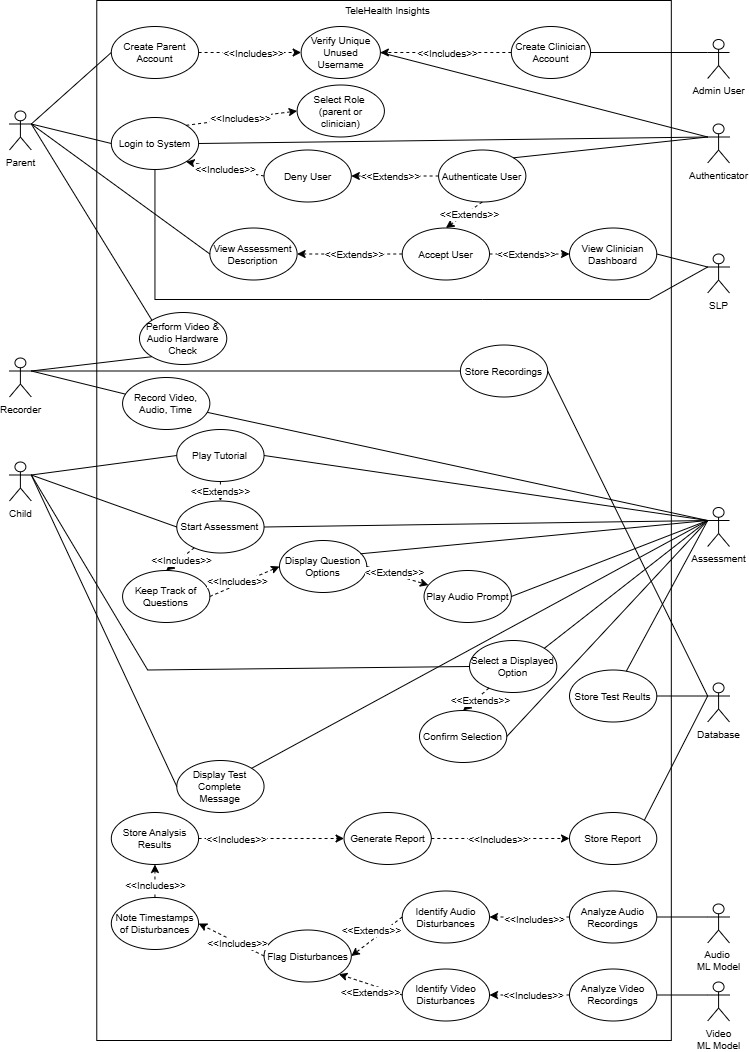 TeleHealth Insights
Create Parent
Account
<<Includes>>
Verify Unique
Unused
Username
<<Includes>>
Create Clinician
Account
Admin User
Select Role
(parent or
clinician)
<<Includes>>
Parent
Login to System
Authenticator
<<Includes>>
Deny User
<<Extends>>
Authenticate User
<<Extends>>
View Assessment
Description
<<Extends>>
Accept User
<<Extends>>
View Clinician
Dashboard
SLP
Perform Video &
Audio Hardware
Check
Store Recordings
Recorder
Record Video,
Audio, Time
Play Tutorial
<<Extends>>
Child
Start Assessment
<<Includes>>
Display Question
Options
Assessment
<<Extends>>
<<Includes>>
Keep Track of
Questions
Play Audio Prompt
Select a Displayed
Option
<<Extends>>
Store Test Reults
Confirm Selection
Database
Display Test
Complete
Message
Store Analysis
Results
<<Includes>>
Generate Report
<<Includes>>
Store Report
<<Includes>>
Note Timestamps
of Disturbances
Identify Audio
Disturbances
<<Includes>>
Analyze Audio
Recordings
<<Extends>>
<<Includes>>
Flag Disturbances
Audio
ML Model
<<Extends>>
Identify Video
Disturbances
<<Includes>>
Analyze Video
Recordings
Video
ML Model